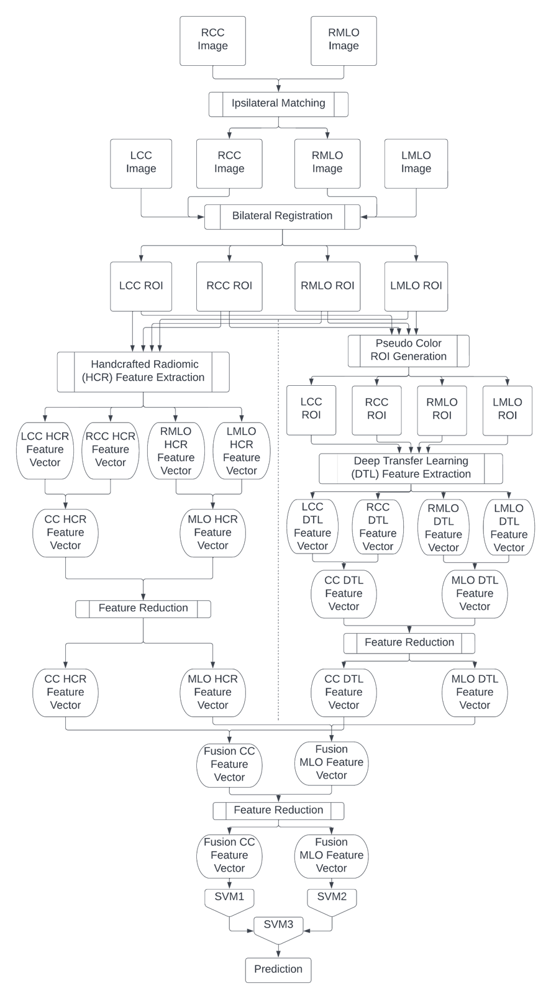 RCC
Image
RMLO
Image
Ipsilateral Matching
LCC
Image
RCC
Image
RMLO
Image
LMLO
Image
Bilateral Registration
LCC ROI
RCC ROI
RMLO ROI
LMLO ROI
Pseudo Color
ROI Generation
Handcrafted Radiomic
(HCR) Feature Extraction
LCC
ROI
RCC
ROI
RMLO
ROI
LMLO
ROI
LCC HCR
Feature
Vector
RCC HCR
Feature
Vector
RMLO
HCR
Feature
Vector
LMLO
HCR
Feature
Vector
Deep Transfer Learning
(DTL) Feature Extraction
CC HCR
Feature
Vector
MLO HCR
Feature
Vector
LCC
DTL
Feature
Vector
RCC
DTL
Feature
Vector
RMLO
DTL
Feature
Vector
LMLO
DTL
Feature
Vector
CC DTL
Feature
Vector
MLO DTL
Feature
Vector
Feature Reduction
Feature Reduction
CC HCR
Feature
Vector
MLO HCR
Feature
Vector
CC DTL
Feature
Vector
MLO DTL
Feature
Vector
Fusion CC
Feature
Vector
Fusion
MLO Feature
Vector
Feature Reduction
Fusion CC
Feature
Vector
Fusion
MLO Feature
Vector
SVM1
SVM2
SVM3
Prediction